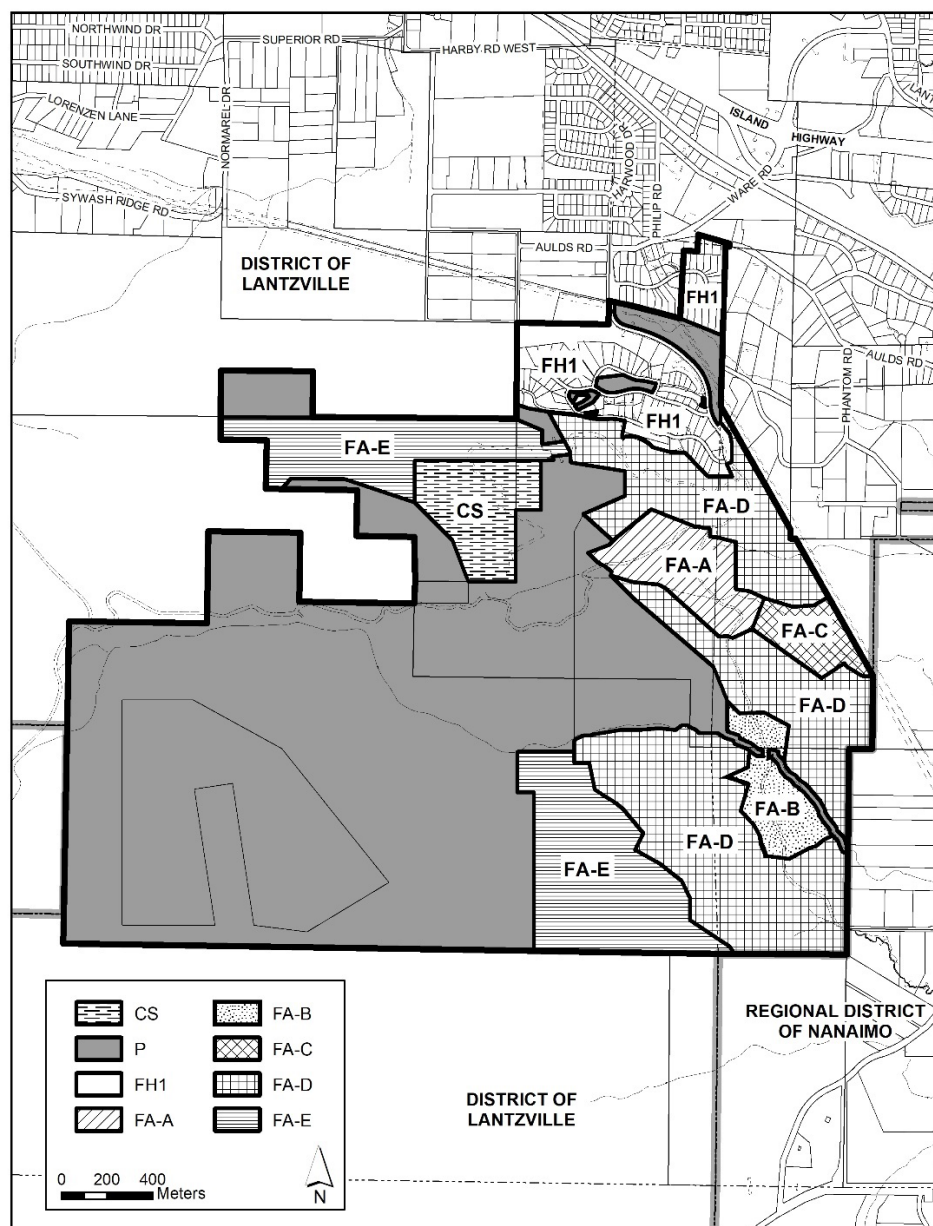 NORTHWIND DR
SUPERIOR RD
HARBY RD WEST
SOUTHWIND DR
LORENZEN LANE
NORMAREL DR
ISLAND HIGHWAY
HARWOOD DR
SYWASH RIDGE RD
WARE RD
PHILIP RD
AULDS RD
DISTRICT OF
LANTZVILLE
FH1
AULDS RD
PHANTOM RD
FH1
FH1
FA-E
CS
FA-D
FA-A
FA-C
FA-D
FA-B
FA-D
FA-E
CS
P
FH1
FA-A
FA-B
FA-C
FA-D
FA-E
0 200 400
Meters
N
REGIONAL DISTRICT
OF NANAIMO
DISTRICT OF
LANTZVILLE